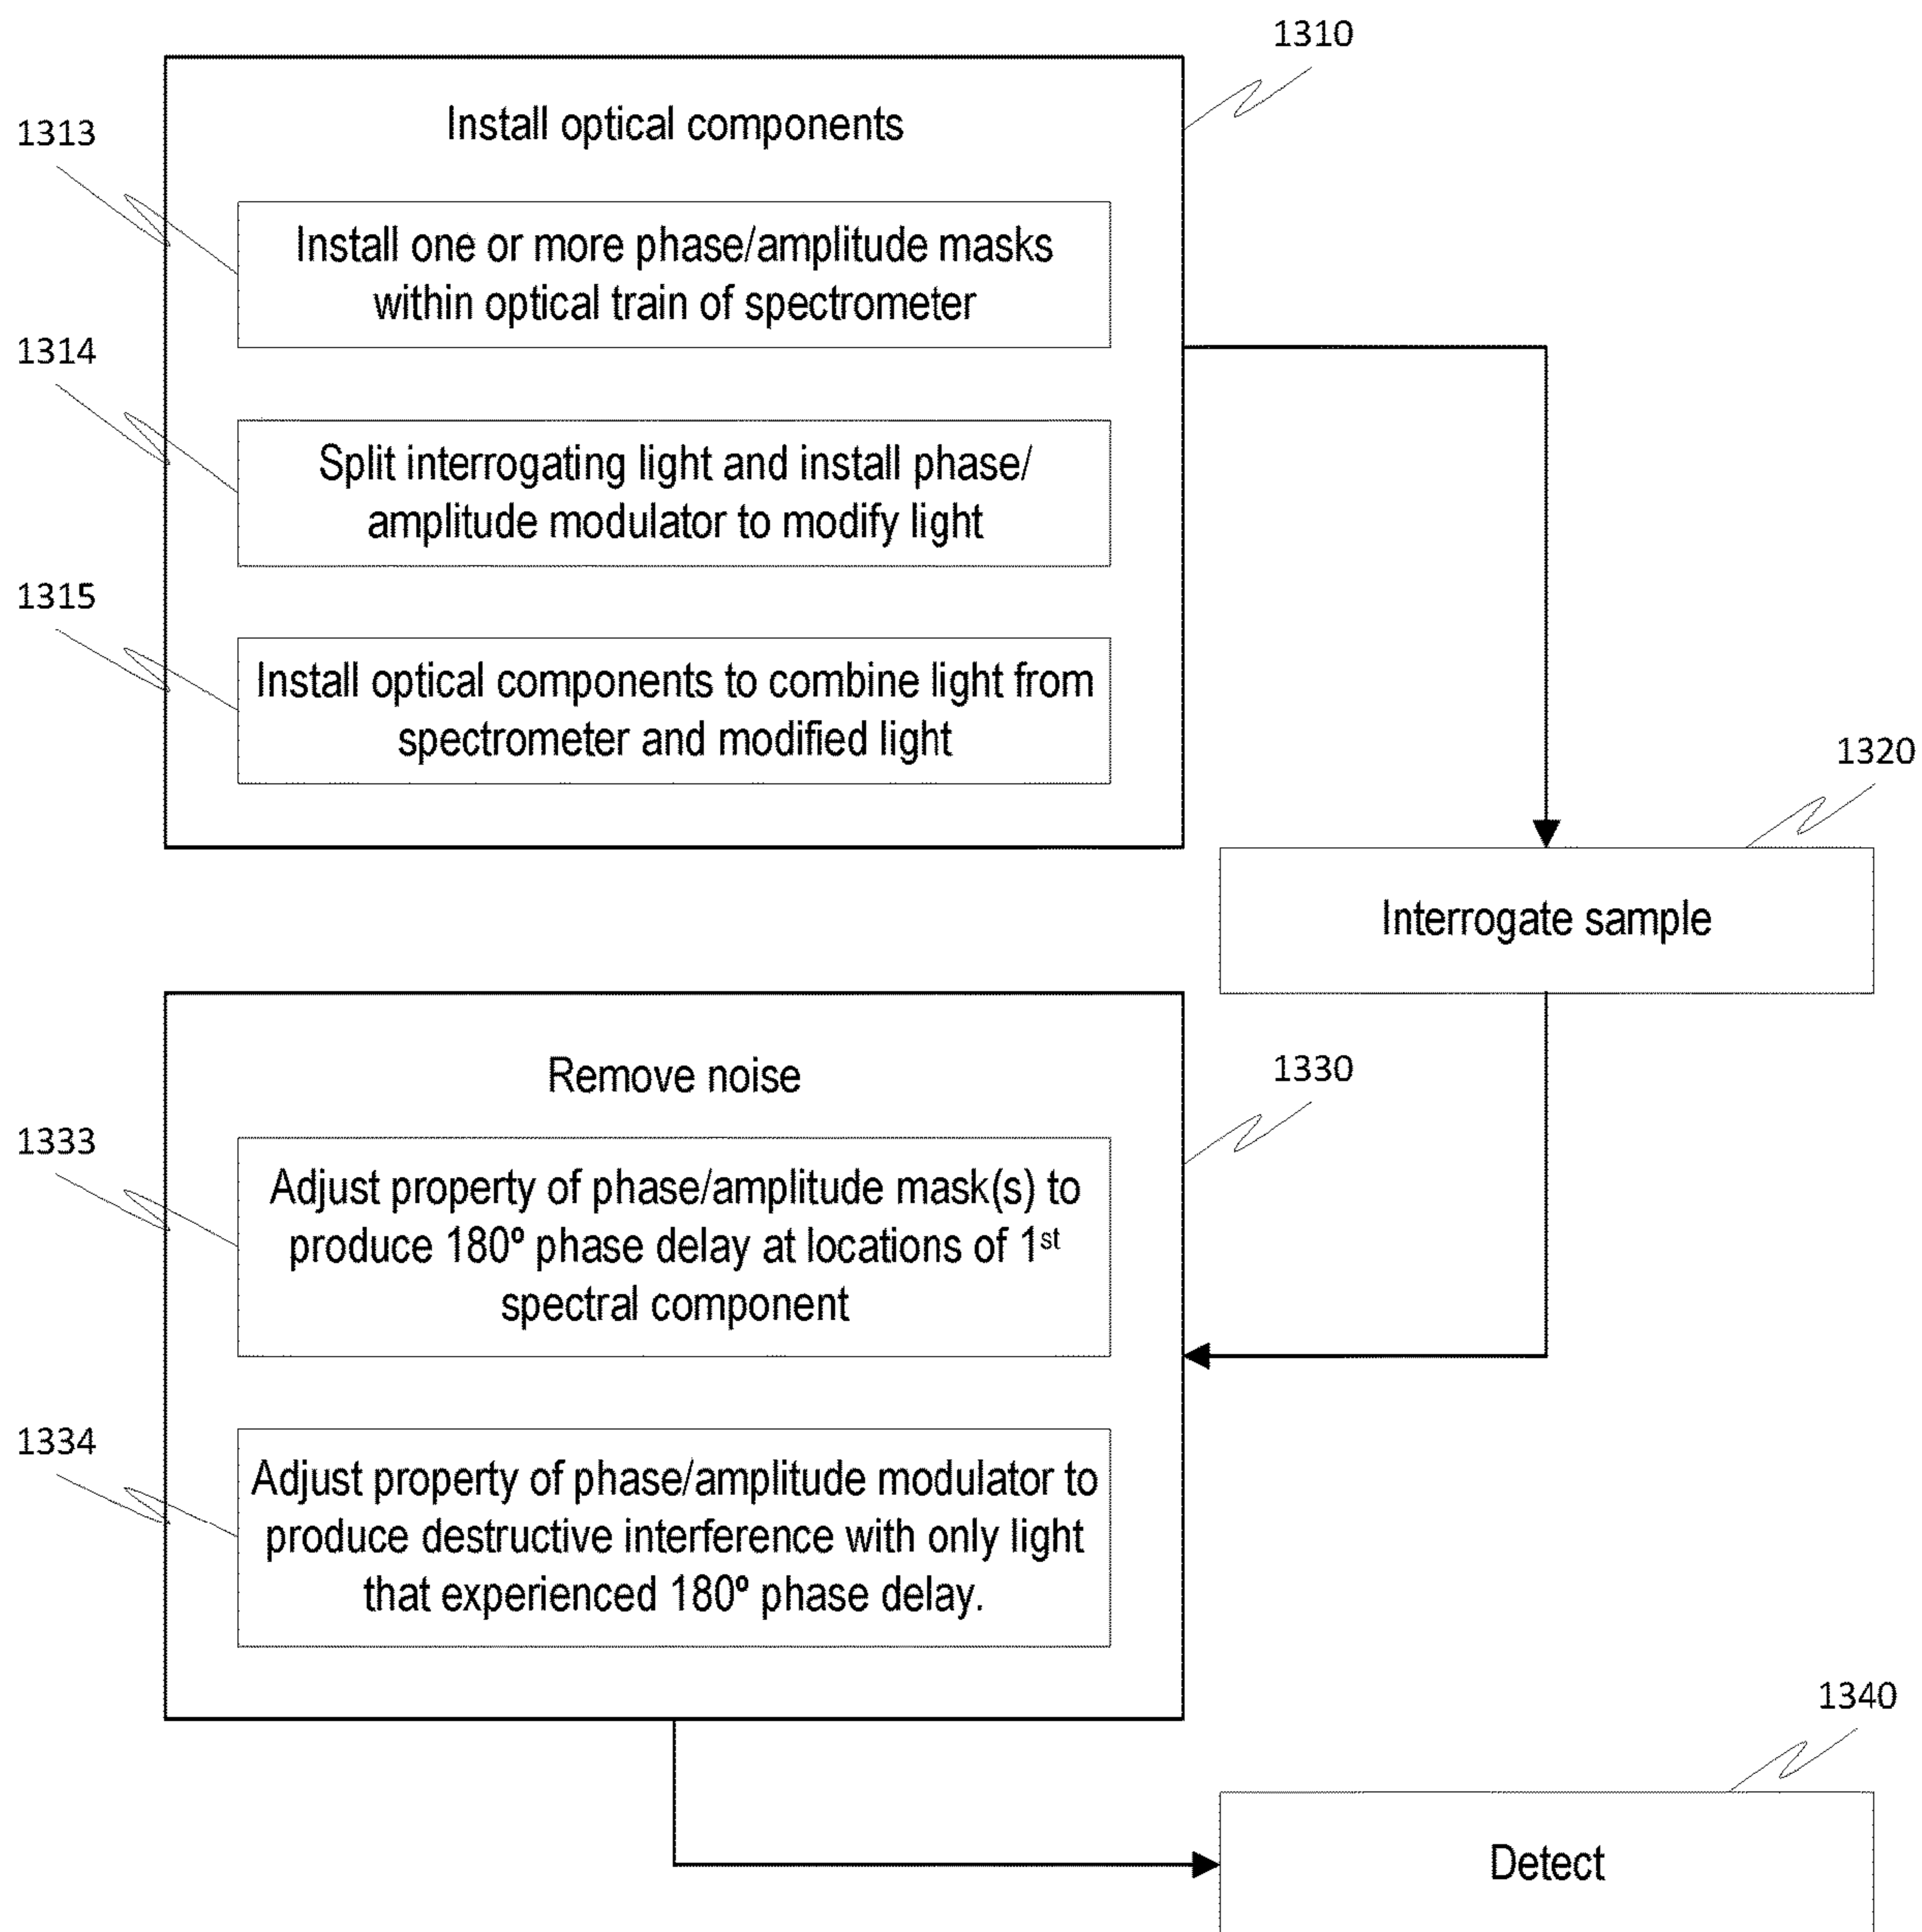 1310
Install optical components
1313
Install one or more phase/amplitude masks
within optical train of spectrometer
1314
Split interrogating light and install phase/
amplitude modulator to modify light
1315
Install optical components to combine light from
spectrometer and modified light
1320
Interrogate sample
1330
Remove noise
1333
Adjust property of phase/amplitude mask(s) to
produce 180º phase delay at locations of 1st
spectral component
1334
Adjust property of phase/amplitude modulator to
produce destructive interference with only light
that experienced 180º phase delay.
1340
Detect